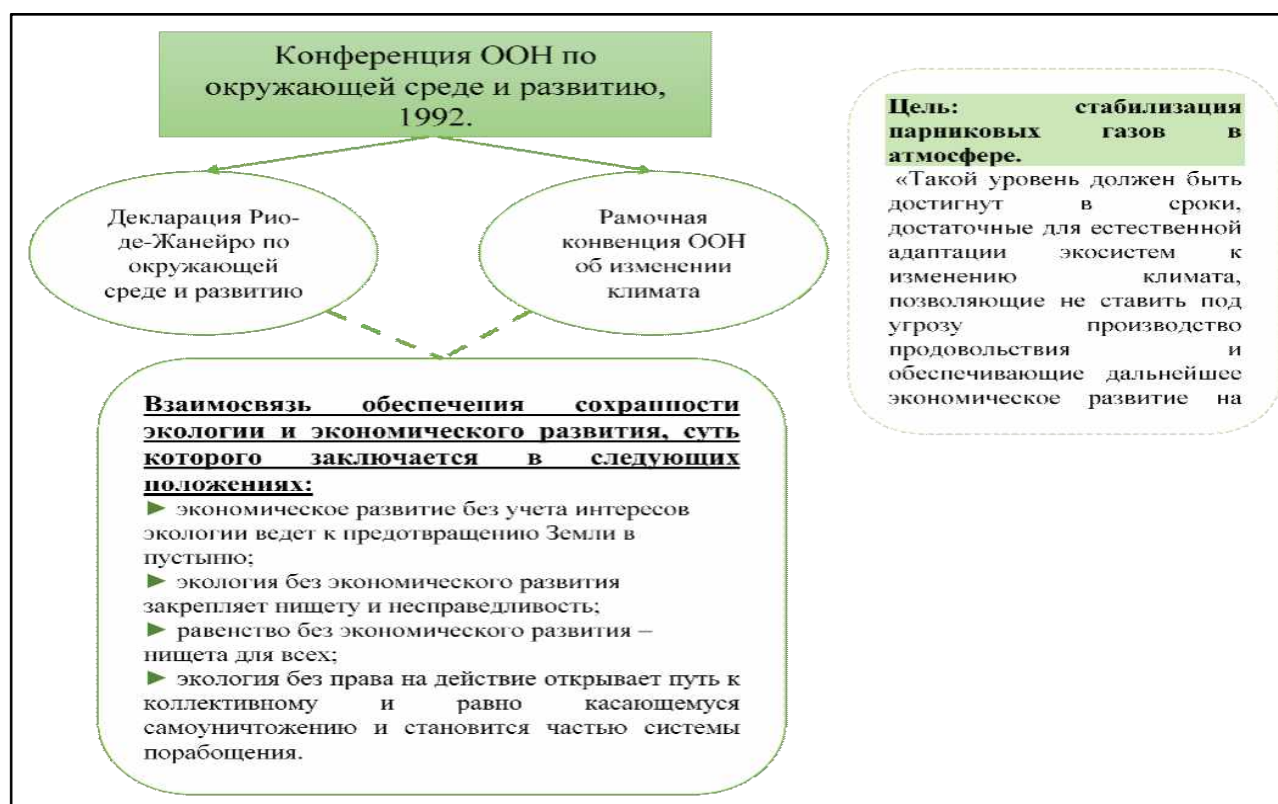 Конференция ООН по
окружающей среде и развитию,
1992.
Декларация Рио-
де-Жанейро по
окружающей
среде и развитию
Рамочная
конвенция ООН
об изменении
климата
Взаимосвязь обеспечения сохранности
экологии и экономического развития, суть
которого заключается в следующих
положениях:
► экономическое развитие без учета интересов
экологии ведет к предотвращению Земли в
пустыню;
► экология без экономического развития
закрепляет нищету и несправедливость;
► равенство без экономического развития –
нищета для всех;
► экология без права на действие открывает путь к
коллективному и равно касающемуся
самоуничтожению и становится частью системы
порабощения.
Цель: стабилизация
парниковых газов в
атмосфере.
«Такой уровень должен быть
достигнут в сроки,
достаточные для естественной
адаптации экосистем к
изменению климата,
позволяющие не ставить под
угрозу производство
продовольствия и
обеспечивающие дальнейшее
экономическое развитие на